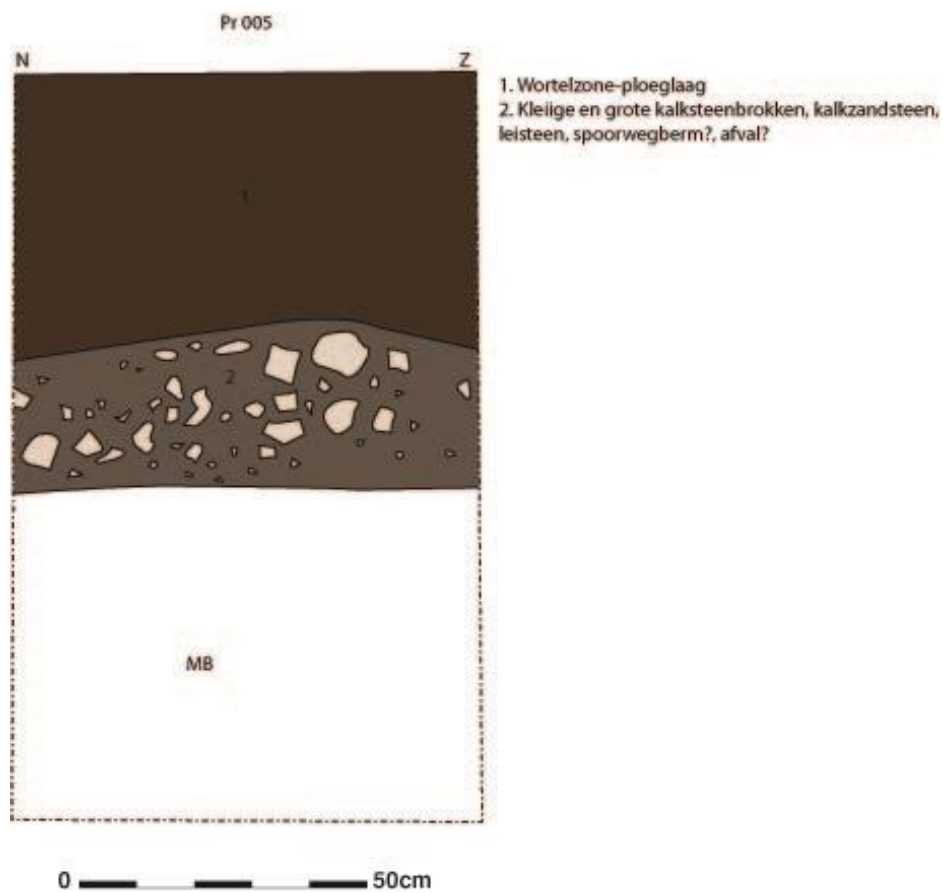 Pr 005
N Z
1. Wortelzone-ploeglaag
2. Kleiige en grote kalksteenbrokken, kalkzandsteen,
leisteen, spoorwegberm?, afval?
1
2
MB
0 50cm